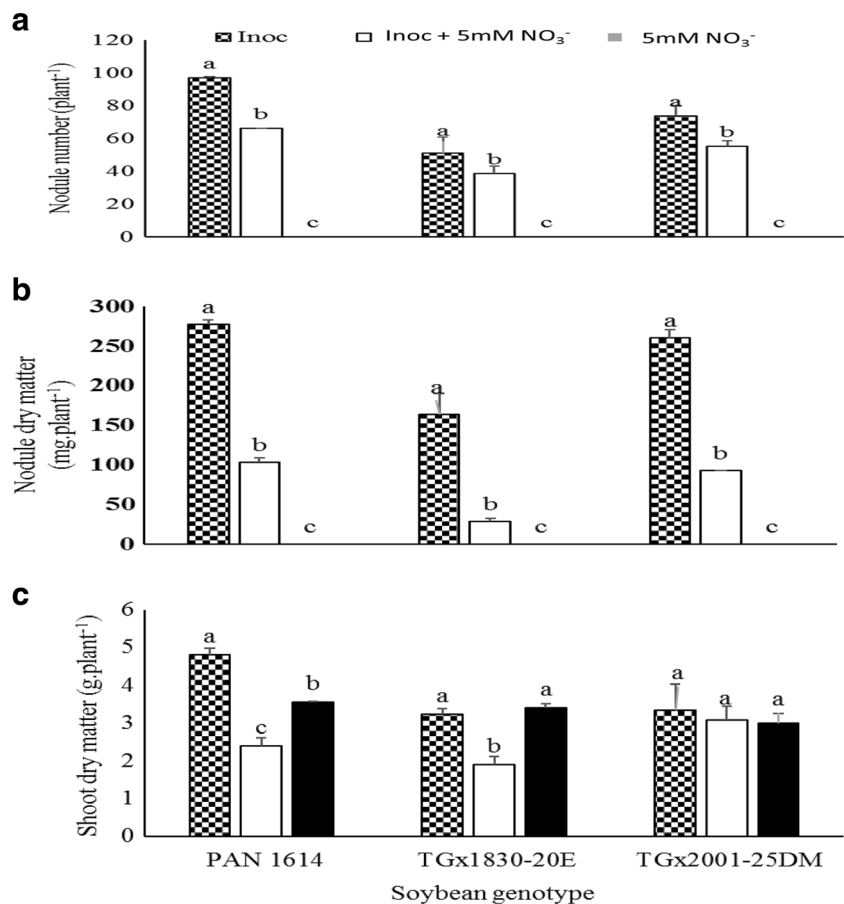 a
Inoc
Inoc + 5mM NO₃⁻
5mM NO₃⁻
Nodule number (plant⁻¹)
120
100
80
60
40
20
0
a
b
c
a
b
c
a
b
c
b
Nodule dry matter
(mg.plant⁻¹)
300
250
200
150
100
50
0
a
b
c
a
b
c
a
b
c
c
Shoot dry matter (g.plant⁻¹)
6
5
4
3
2
1
0
a
c
b
a
b
a
a
a
a
PAN 1614
TGx1830-20E
TGx2001-25DM
Soybean genotype